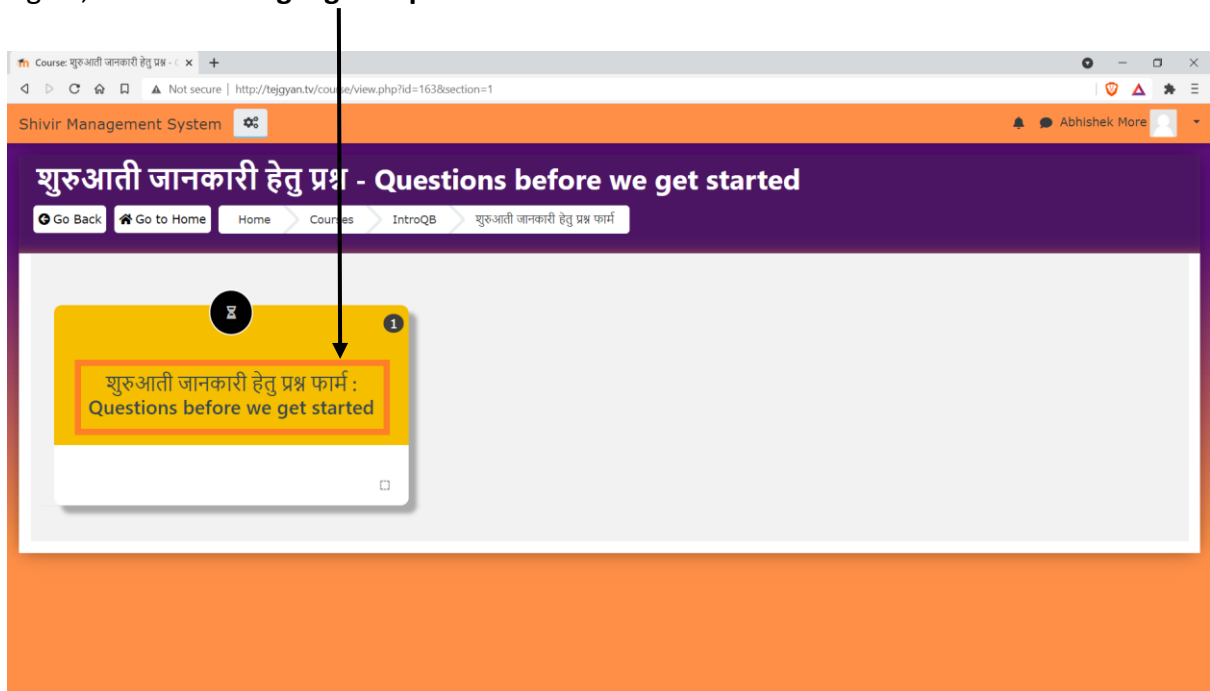 Course: शुरुआती जानकारी हेतु प्रश्न - C
Not secure | http://tejgyan.tv/course/view.php?id=163&section=1
Shivir Management System
Abhishek More
शुरुआती जानकारी हेतु प्रश्न - Questions before we get started
Go Back Go to Home Home Courses IntroQB शुरुआती जानकारी हेतु प्रश्न फार्म
1
शुरुआती जानकारी हेतु प्रश्न फार्म :
Questions before we get started